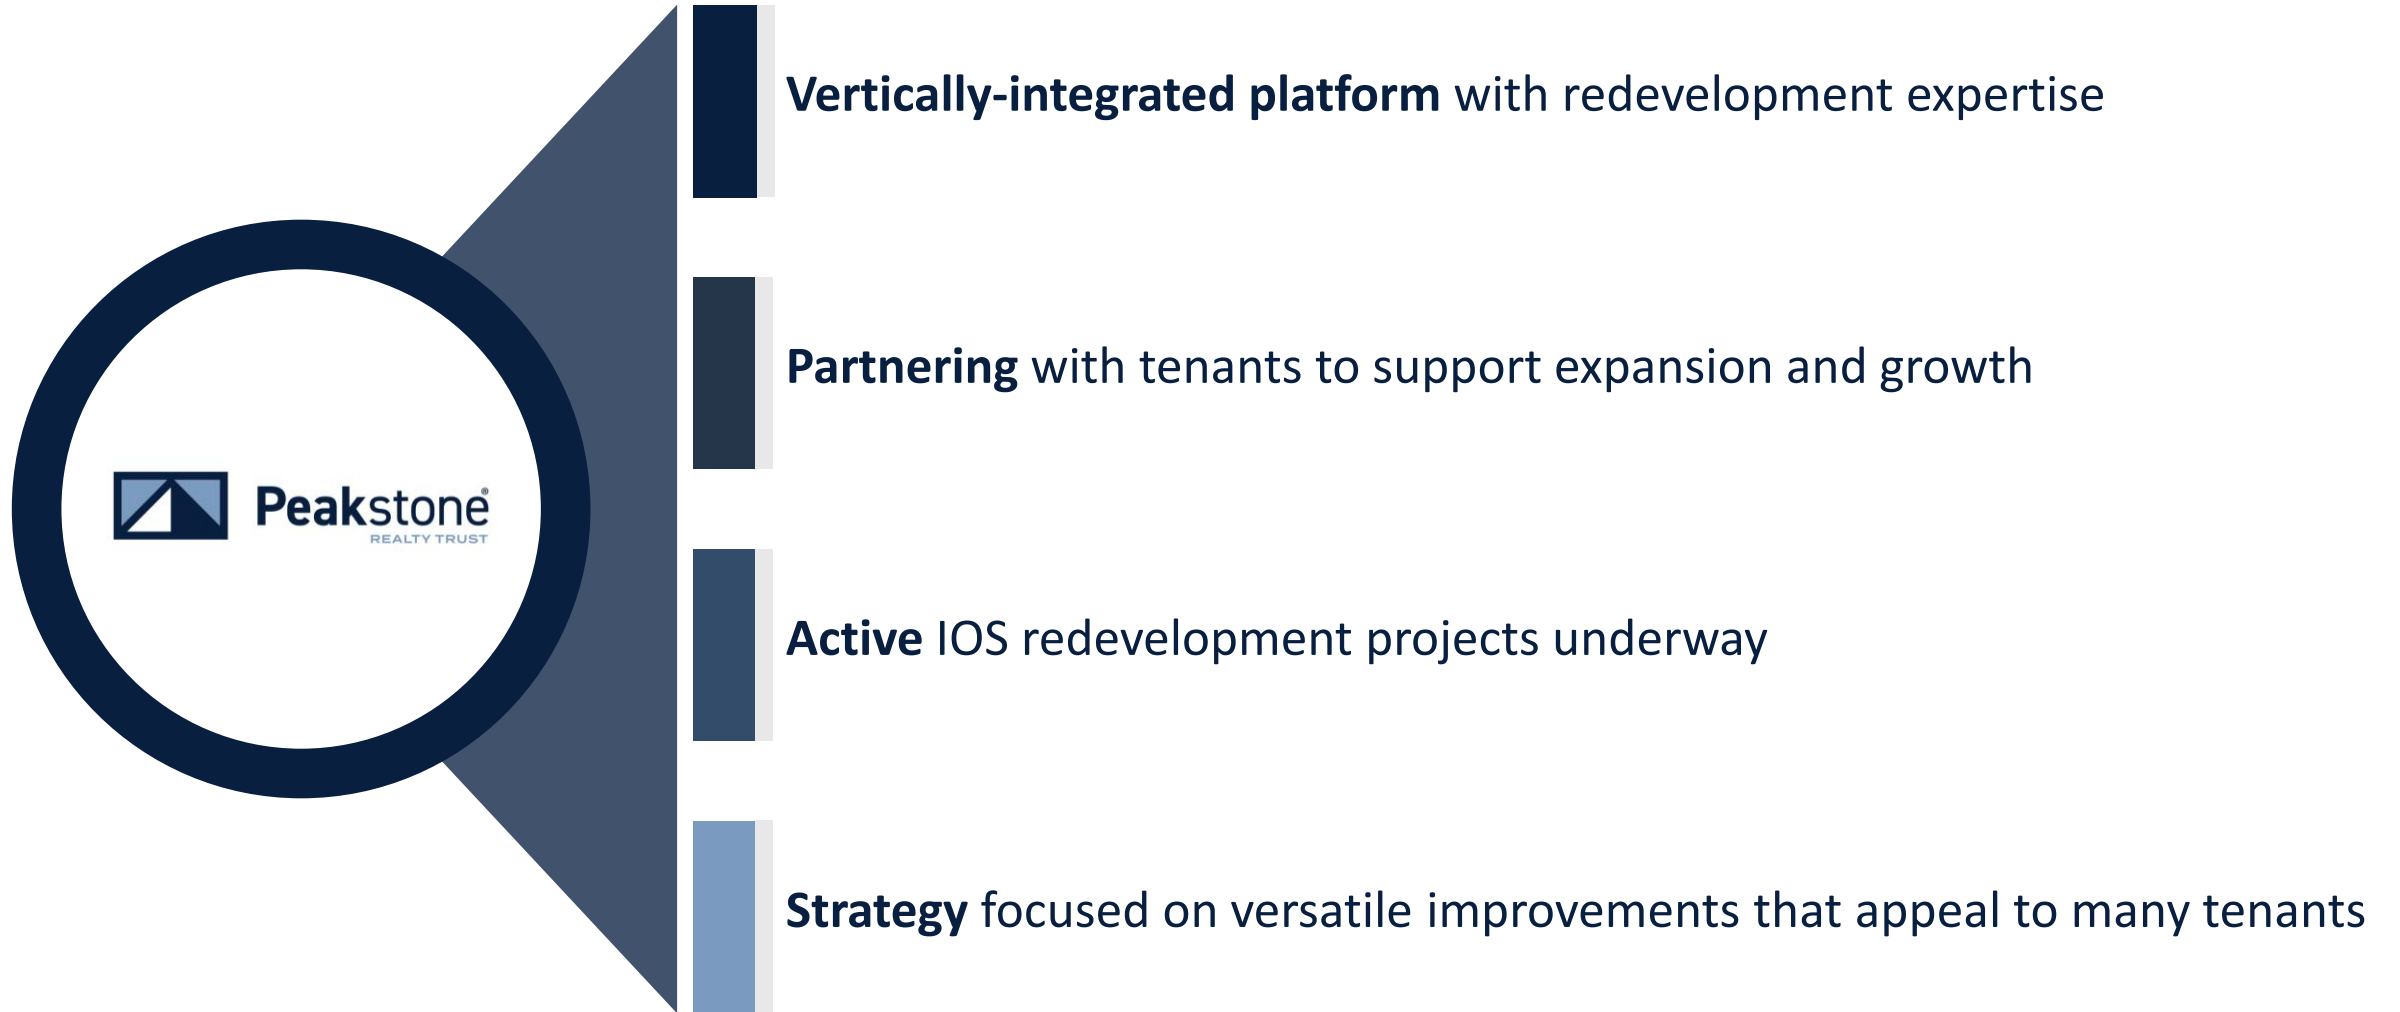 Peakstone®
REALTY TRUST
Vertically-integrated platform with redevelopment expertise
Partnering with tenants to support expansion and growth
Active IOS redevelopment projects underway
Strategy focused on versatile improvements that appeal to many tenants